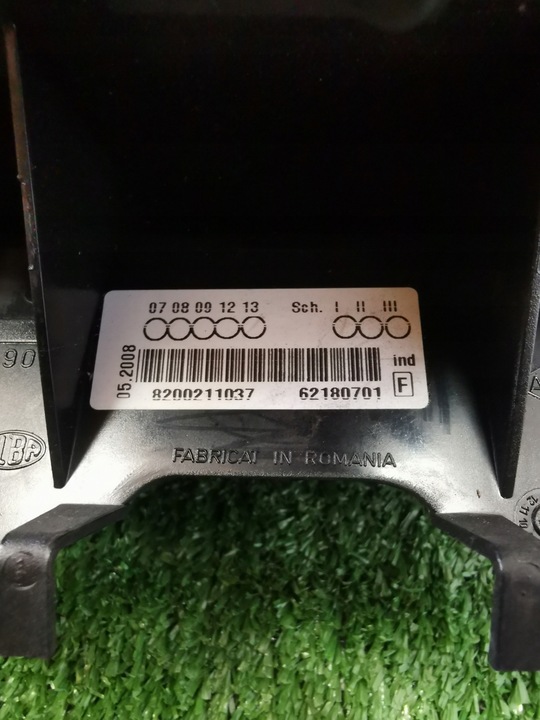 07 08 09 12 13 Sch. I II III
05.2008
ind
8200211037 62180701 F
FABRICAT IN ROMANIA
90